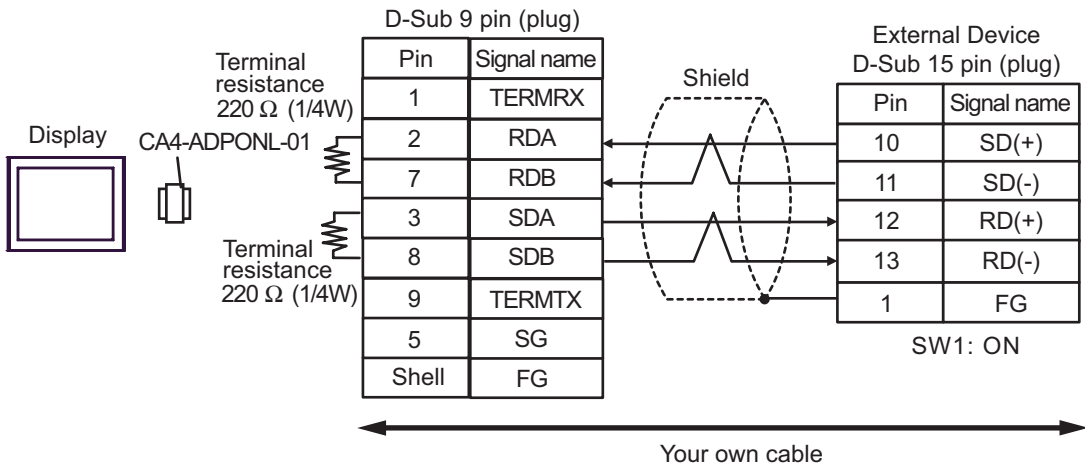 D-Sub 9 pin (plug)
Pin Signal name
1 TERMRX
2 RDA
7 RDB
3 SDA
8 SDB
9 TERMTX
5 SG
Shell FG
Terminal
resistance
220 Ω (1/4W)
Display
CA4-ADPONL-01
Terminal
resistance
220 Ω (1/4W)
Shield
External Device
D-Sub 15 pin (plug)
Pin Signal name
10 SD(+)
11 SD(-)
12 RD(+)
13 RD(-)
1 FG
SW1: ON
Your own cable